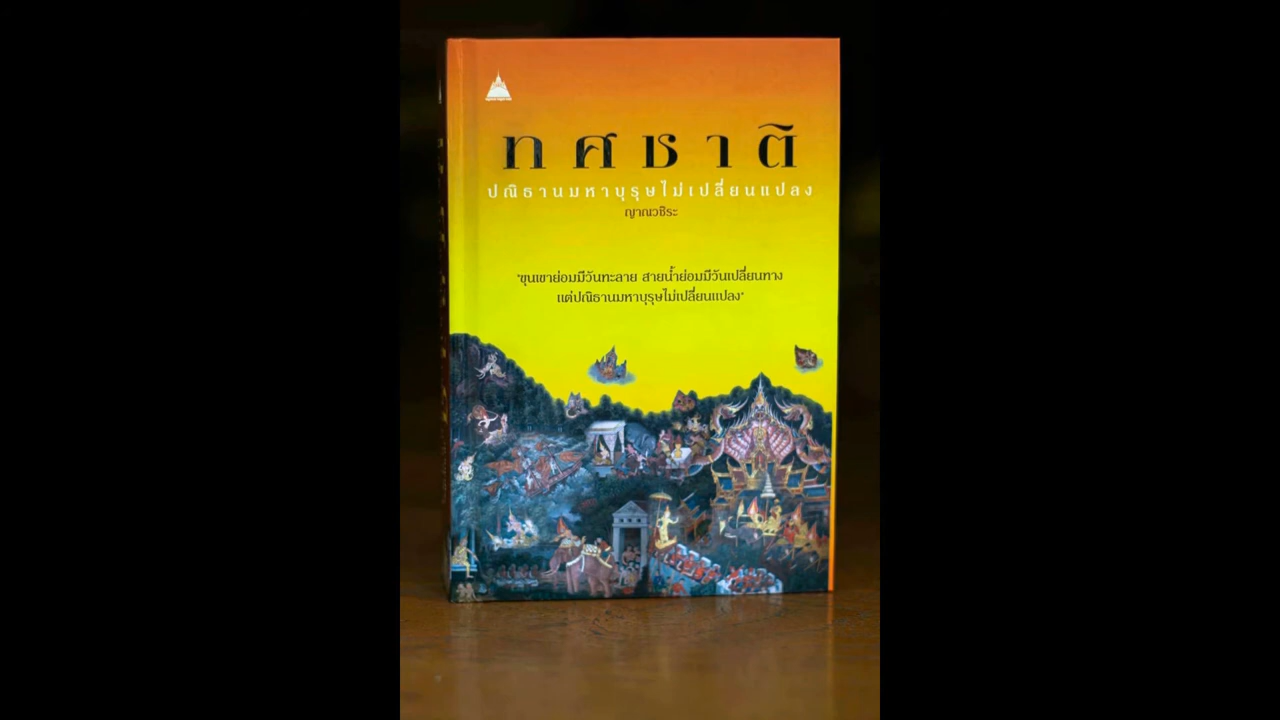 ทศชาติ
ปณิธานมหาบุรุษไม่เปลี่ยนแปลง
ญาณวชิระ
"ขุนเขาย่อมมีวันทะลาย สายน้ำย่อมมีวันเปลี่ยนทาง
แต่ปณิธานมหาบุรุษไม่เปลี่ยนแปลง"